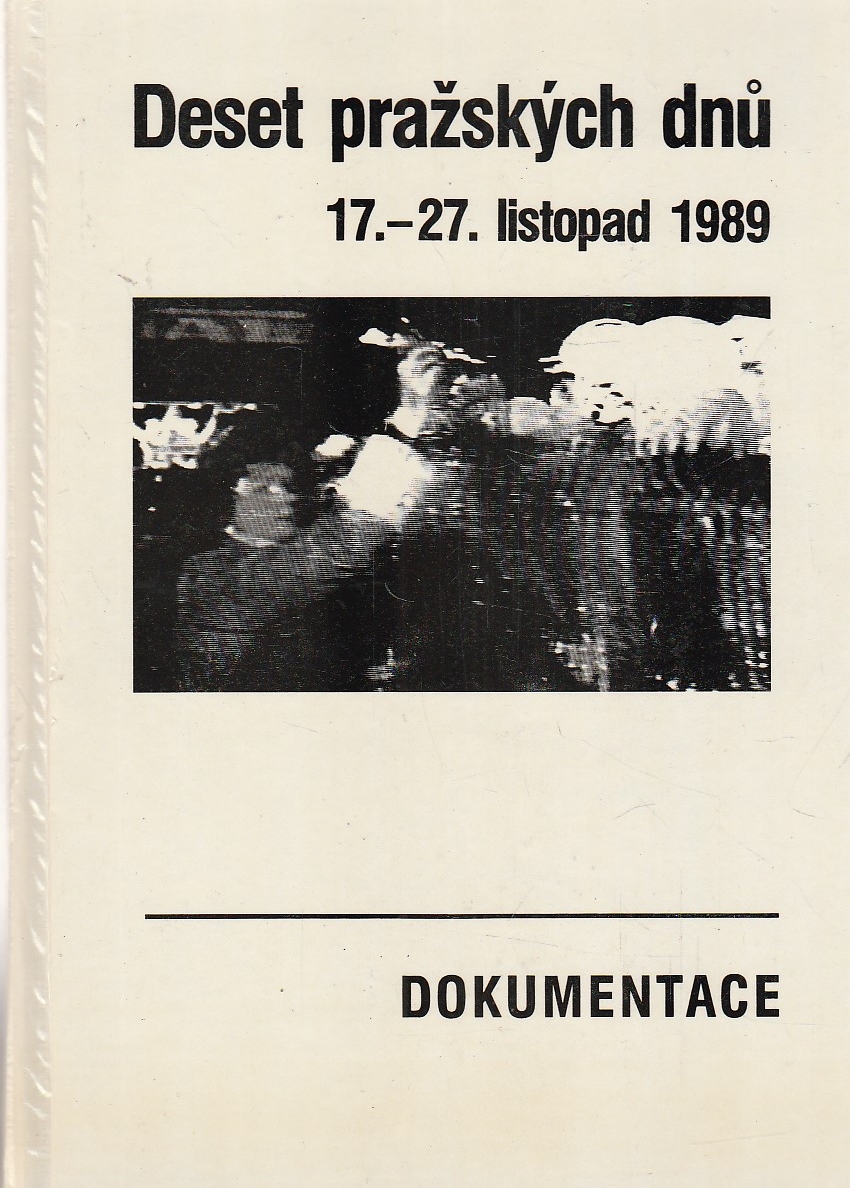 Deset pražských dnů
17.–27. listopad 1989
DOKUMENTACE